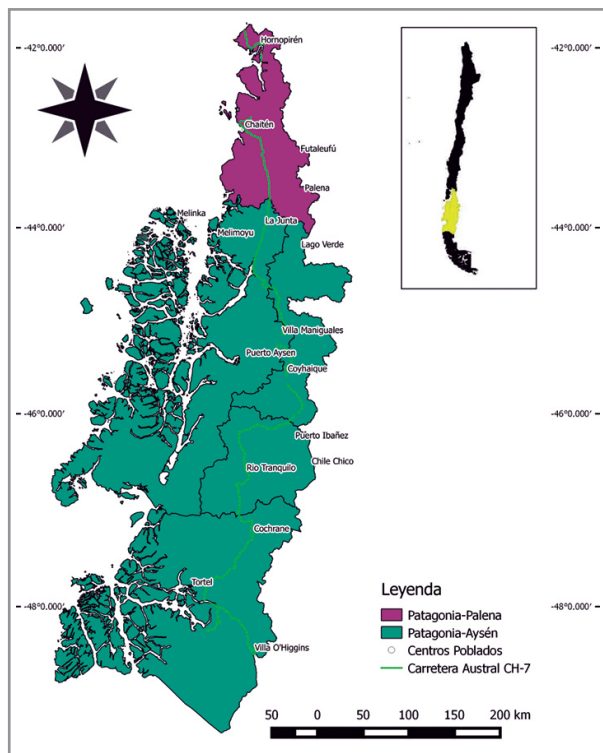 -42°0.000'
-42°0.000'
Hornopirén
Chaitén
Futaleufú
Palena
-44°0.000'
-44°0.000'
Melinka
La Junta
Melimoyu
Lago Verde
Villa Maniguales
Puerto Aysen
Coyhaique
-46°0.000'
-46°0.000'
Puerto Ibañez
Chile Chico
Rio Tranquilo
Cochrane
Tortel
-48°0.000'
-48°0.000'
Villa O'Higgins
Leyenda
Patagonia-Palena
Patagonia-Aysén
Centros Poblados
Carretera Austral CH-7
50 0 50 100 150 200 km